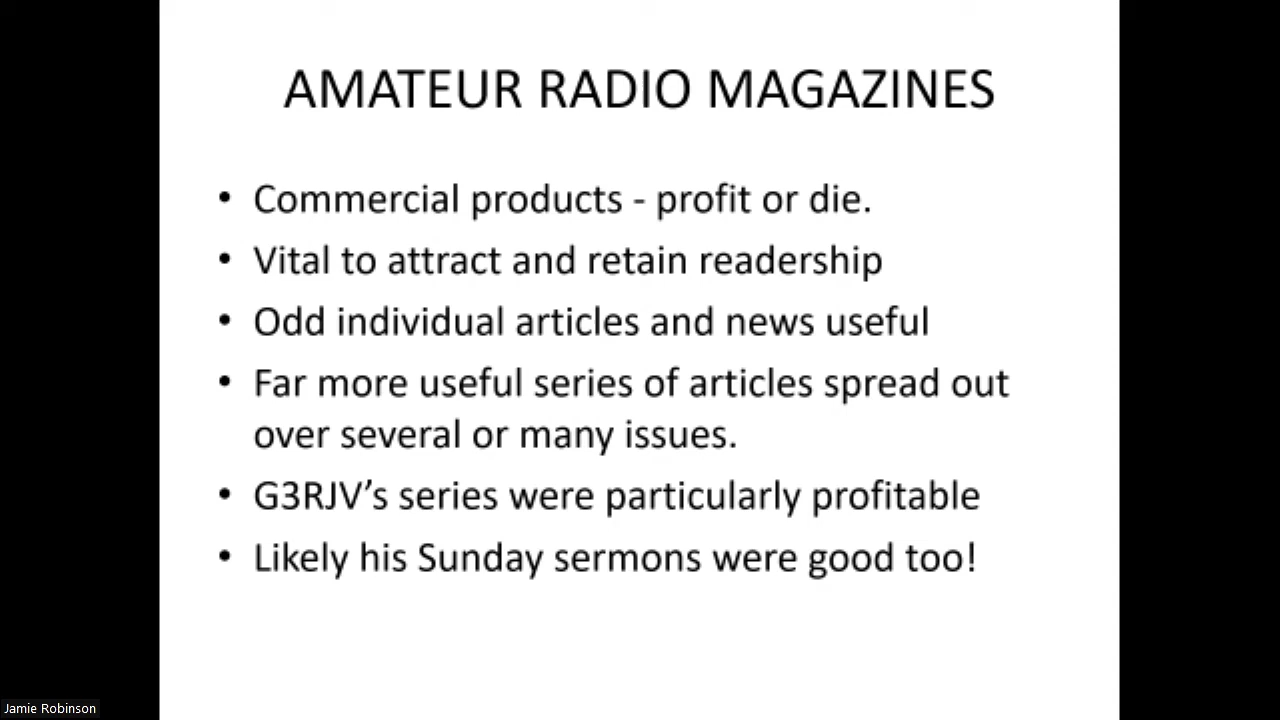 AMATEUR RADIO MAGAZINES
• Commercial products - profit or die.
• Vital to attract and retain readership
• Odd individual articles and news useful
• Far more useful series of articles spread out
over several or many issues.
• G3RJV’s series were particularly profitable
• Likely his Sunday sermons were good too!
Jamie Robinson